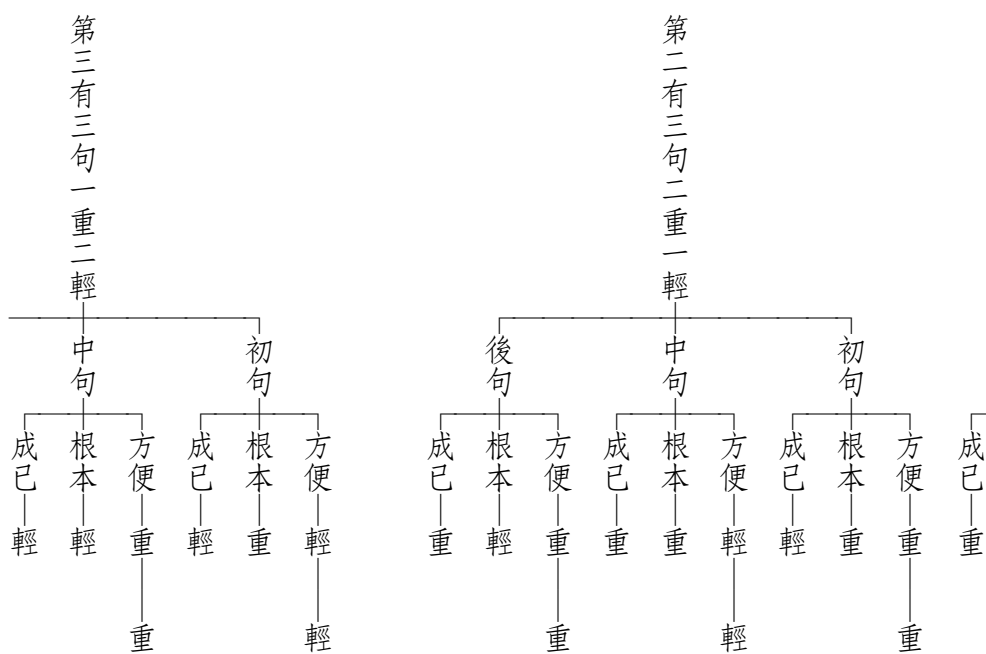 成已
重
第二有三句二重一輕
初句
方便
重
重
根本
重
成已
輕
中句
方便
輕
輕
根本
重
成已
重
後句
方便
重
重
根本
輕
成已
重
第三有三句一重二輕
初句
方便
輕
輕
根本
重
成已
輕
中句
方便
重
重
根本
輕
成已
輕